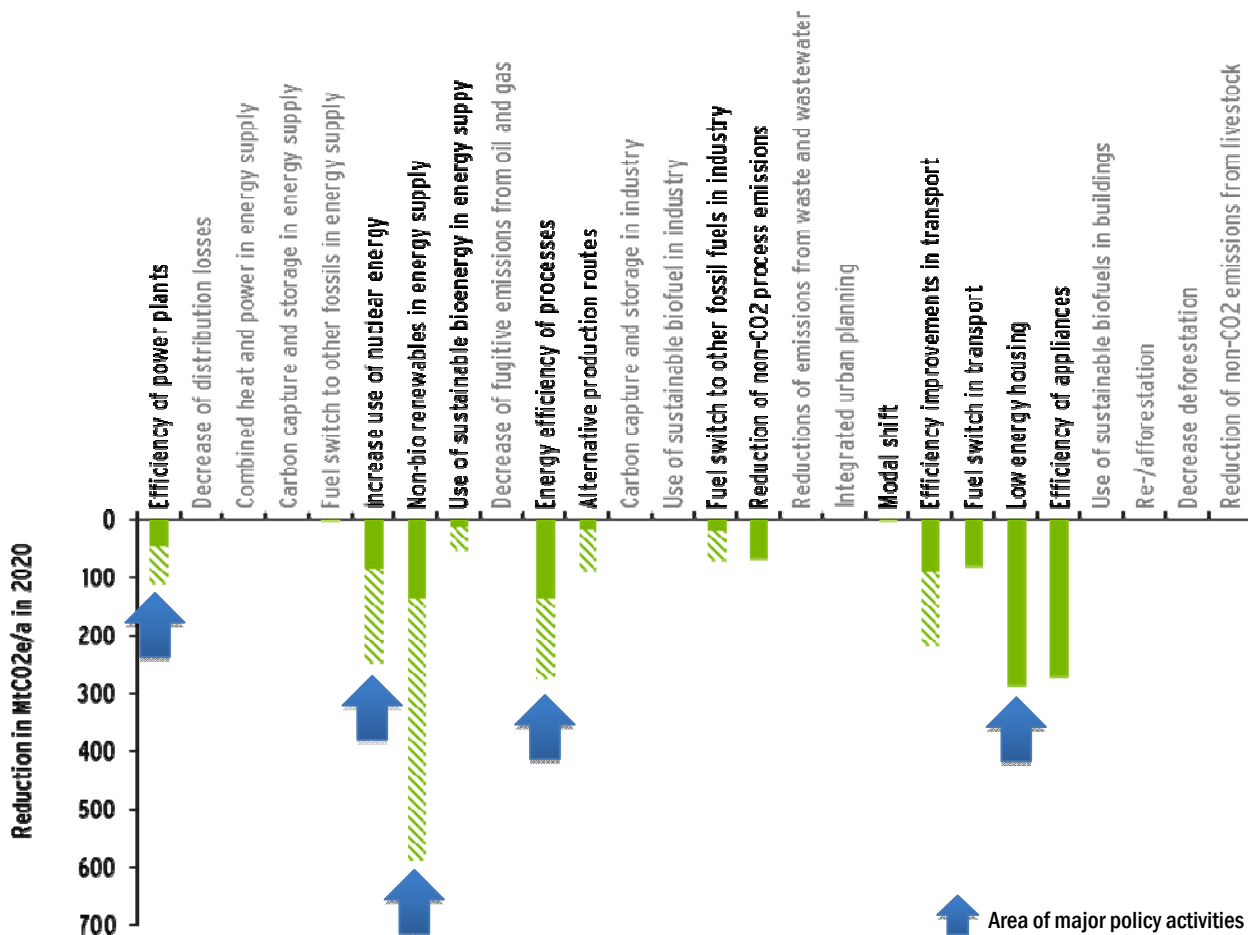 Efficiency of power plants
Decrease of distribution losses
Combined heat and power in energy supply
Carbon capture and storage in energy supply
Fuel switch to other fossils in energy supply
Increase use of nuclear energy
Non-bio renewables in energy supply
Use of sustainable bioenergy in energy suppy
Decrease of fugitive emissions from oil and gas
Energy efficiency of processes
Alternative production routes
Carbon capture and storage in industry
Use of sustainable biofuel in industry
Fuel switch to other fossil fuels in industry
Reduction of non-CO2 process emissions
Reductions of emissions from waste and wastewater
Integrated urban planning
Modal shift
Efficiency improvements in transport
Fuel switch in transport
Low energy housing
Efficiency of appliances
Use of sustainable biofuels in buildings
Re-/afforestation
Decrease deforestation
Reduction of non-CO2 emissions from livestock
Reduction in MtCO2e/a in 2020
0
100
200
300
400
500
600
700
Area of major policy activities